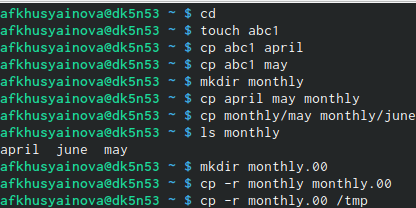 afkhusyainova@dk5n53 ~ $ cd
afkhusyainova@dk5n53 ~ $ touch abc1
afkhusyainova@dk5n53 ~ $ cp abc1 april
afkhusyainova@dk5n53 ~ $ cp abc1 may
afkhusyainova@dk5n53 ~ $ mkdir monthly
afkhusyainova@dk5n53 ~ $ cp april may monthly
afkhusyainova@dk5n53 ~ $ cp monthly/may monthly/june
afkhusyainova@dk5n53 ~ $ ls monthly
april  june  may
afkhusyainova@dk5n53 ~ $ mkdir monthly.00
afkhusyainova@dk5n53 ~ $ cp -r monthly monthly.00
afkhusyainova@dk5n53 ~ $ cp -r monthly.00 /tmp